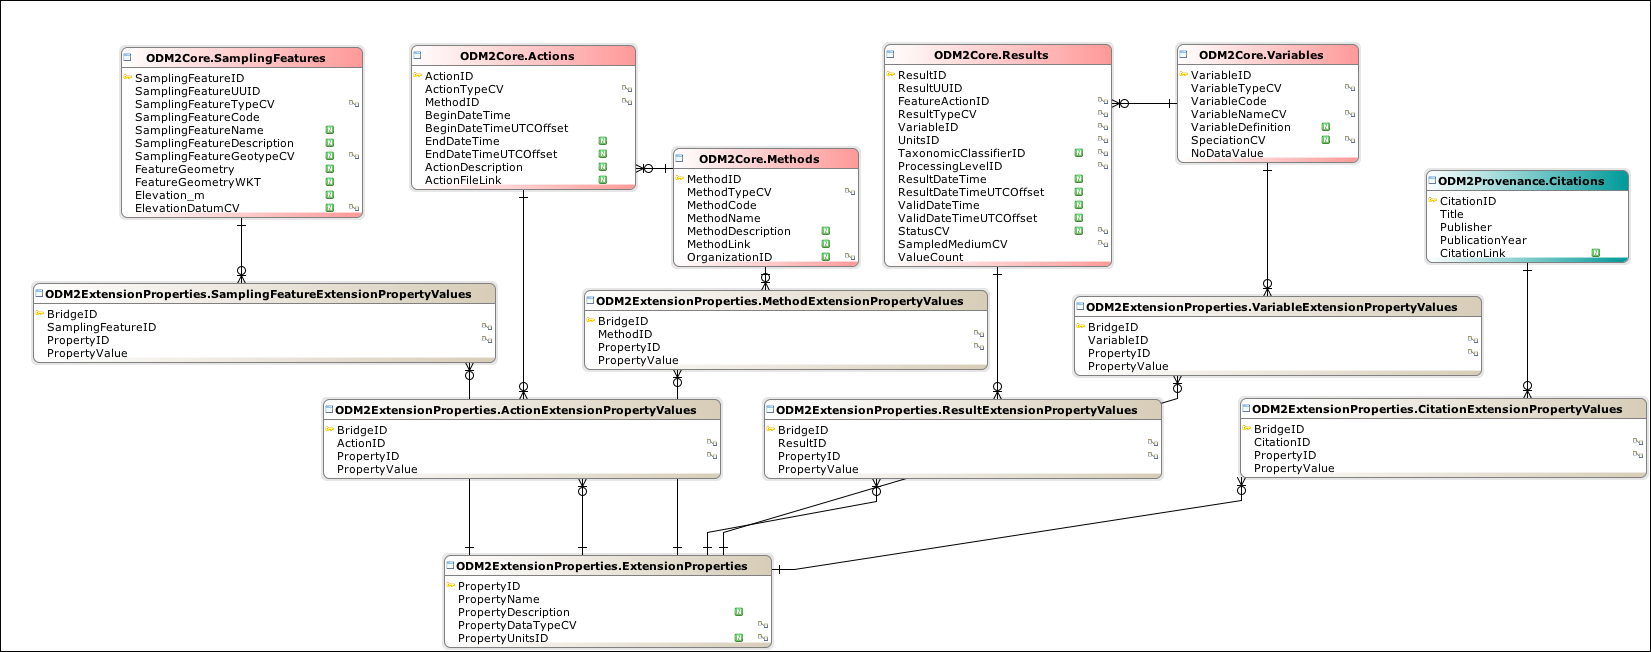 ODM2Core.SamplingFeatures
SamplingFeatureID
SamplingFeatureUUID
SamplingFeatureTypeCV
SamplingFeatureCode
SamplingFeatureName N
SamplingFeatureDescription N
SamplingFeatureGeotypeCV N
FeatureGeometry N
FeatureGeometryWKT N
Elevation_m N
ElevationDatumCV N
ODM2Core.Actions
ActionID
ActionTypeCV
MethodID
BeginDateTime
BeginDateTimeUTCOffset
EndDateTime N
EndDateTimeUTCOffset N
ActionDescription N
ActionFileLink N
ODM2Core.Methods
MethodID
MethodTypeCV
MethodCode
MethodName
MethodDescription N
MethodLink N
OrganizationID N
ODM2Core.Results
ResultID
ResultUUID
FeatureActionID
ResultTypeCV
VariableID
UnitsID
TaxonomicClassifierID N
ProcessingLevelID
ResultDateTime N
ResultDateTimeUTCOffset N
ValidDateTime N
ValidDateTimeUTCOffset N
StatusCV N
SampledMediumCV
ValueCount
ODM2Core.Variables
VariableID
VariableTypeCV
VariableCode
VariableNameCV
VariableDefinition N
SpeciationCV N
NoDataValue
ODM2Provenance.Citations
CitationID
Title
Publisher
PublicationYear
CitationLink N
ODM2ExtensionProperties.SamplingFeatureExtensionPropertyValues
BridgeID
SamplingFeatureID
PropertyID
PropertyValue
ODM2ExtensionProperties.MethodExtensionPropertyValues
BridgeID
MethodID
PropertyID
PropertyValue
ODM2ExtensionProperties.VariableExtensionPropertyValues
BridgeID
VariableID
PropertyID
PropertyValue
ODM2ExtensionProperties.ActionExtensionPropertyValues
BridgeID
ActionID
PropertyID
PropertyValue
ODM2ExtensionProperties.ResultExtensionPropertyValues
BridgeID
ResultID
PropertyID
PropertyValue
ODM2ExtensionProperties.CitationExtensionPropertyValues
BridgeID
CitationID
PropertyID
PropertyValue
ODM2ExtensionProperties.ExtensionProperties
PropertyID
PropertyName
PropertyDescription N
PropertyDataTypeCV
PropertyUnitsID N